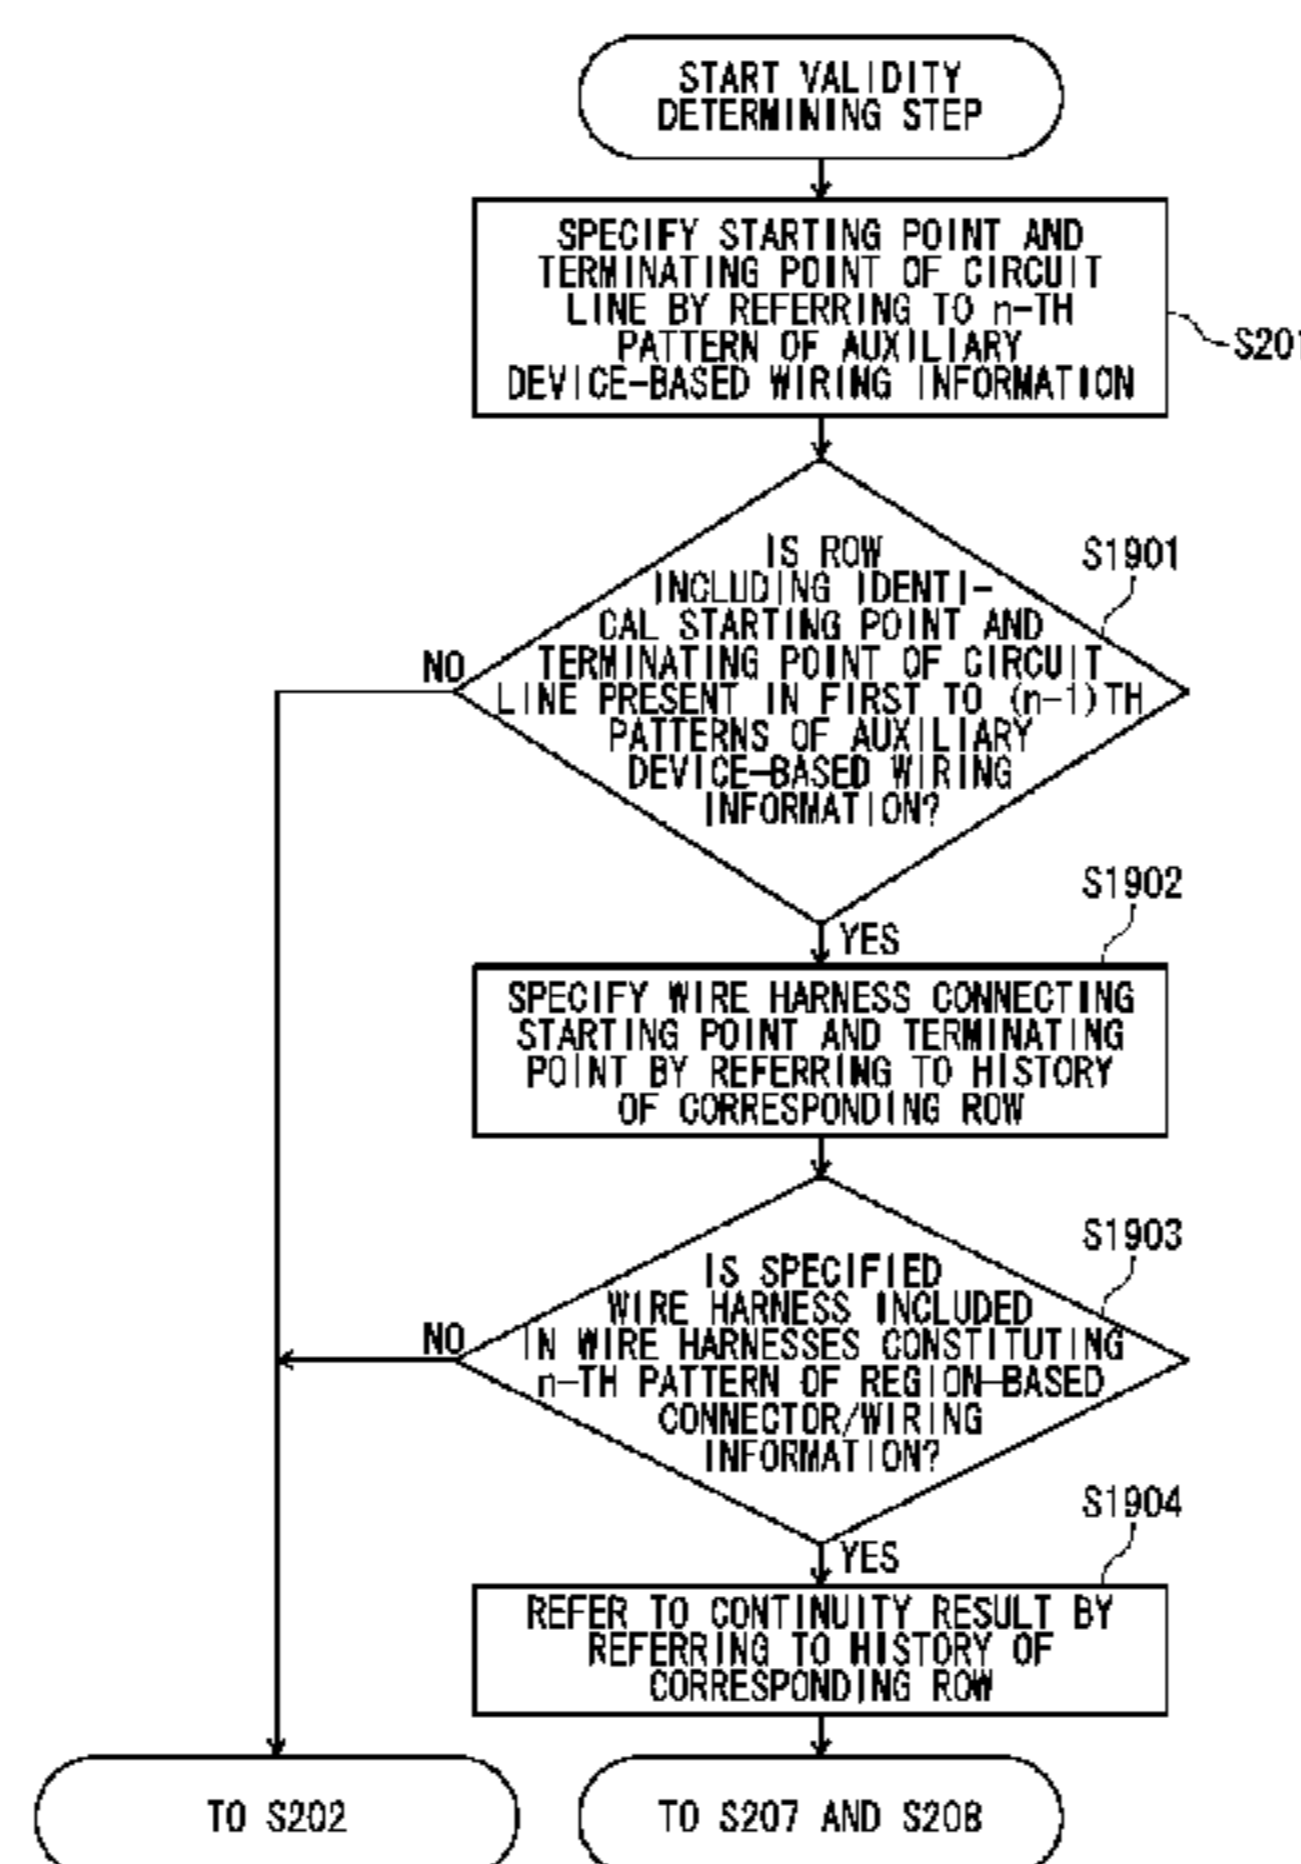 START VALIDITY
DETERMINING STEP
SPECIFY STARTING POINT AND
TERMINATING POINT OF CIRCUIT
LINE BY REFERRING TO n-TH
PATTERN OF AUXILIARY
DEVICE-BASED WIRING INFORMATION
S201
IS ROW
INCLUDING IDENTI-
CAL STARTING POINT AND
TERMINATING POINT OF CIRCUIT
LINE PRESENT IN FIRST TO (n-1)TH
PATTERNS OF AUXILIARY
DEVICE-BASED WIRING
INFORMATION?
S1901
NO
YES
S1902
SPECIFY WIRE HARNESS CONNECTING
STARTING POINT AND TERMINATING
POINT BY REFERRING TO HISTORY
OF CORRESPONDING ROW
S1903
IS SPECIFIED
WIRE HARNESS INCLUDED
IN WIRE HARNESSES CONSTITUTING
n-TH PATTERN OF REGION-BASED
CONNECTOR/WIRING
INFORMATION?
NO
YES
S1904
REFER TO CONTINUITY RESULT BY
REFERRING TO HISTORY OF
CORRESPONDING ROW
TO S202
TO S207 AND S208